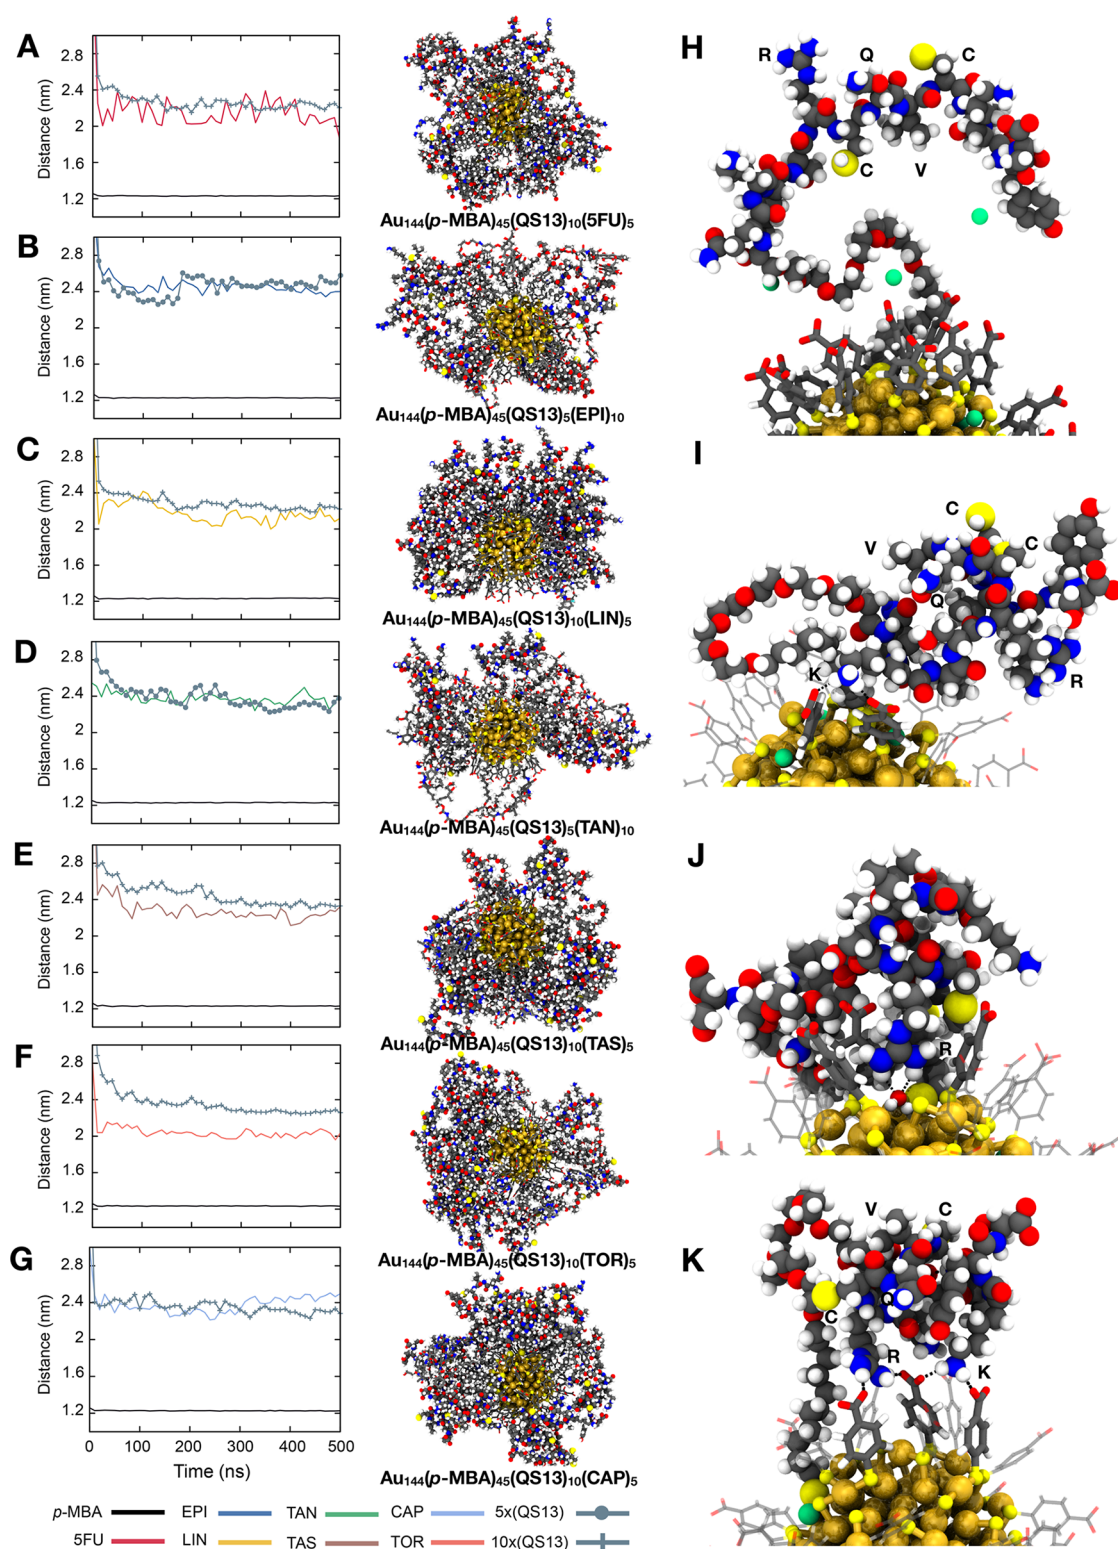 A
Distance (nm)
2.8
2.4
2
1.6
1.2
Au₁₄₄(p-MBA)₄₅(QS13)₁₀(5FU)₅
B
Distance (nm)
2.8
2.4
2
1.6
1.2
Au₁₄₄(p-MBA)₄₅(QS13)₅(EPI)₁₀
C
Distance (nm)
2.8
2.4
2
1.6
1.2
Au₁₄₄(p-MBA)₄₅(QS13)₁₀(LIN)₅
D
Distance (nm)
2.8
2.4
2
1.6
1.2
Au₁₄₄(p-MBA)₄₅(QS13)₅(TAN)₁₀
E
Distance (nm)
2.8
2.4
2
1.6
1.2
Au₁₄₄(p-MBA)₄₅(QS13)₁₀(TAS)₅
F
Distance (nm)
2.8
2.4
2
1.6
1.2
Au₁₄₄(p-MBA)₄₅(QS13)₁₀(TOR)₅
G
Distance (nm)
2.8
2.4
2
1.6
1.2
0 100 200 300 400 500
Time (ns)
Au₁₄₄(p-MBA)₄₅(QS13)₁₀(CAP)₅
p-MBA EPI TAN CAP 5x(QS13)
5FU LIN TAS TOR 10x(QS13)
H
R Q C
C V
I
C
V C
Q
K
R
J
R
K
V C
Q
C
R
K